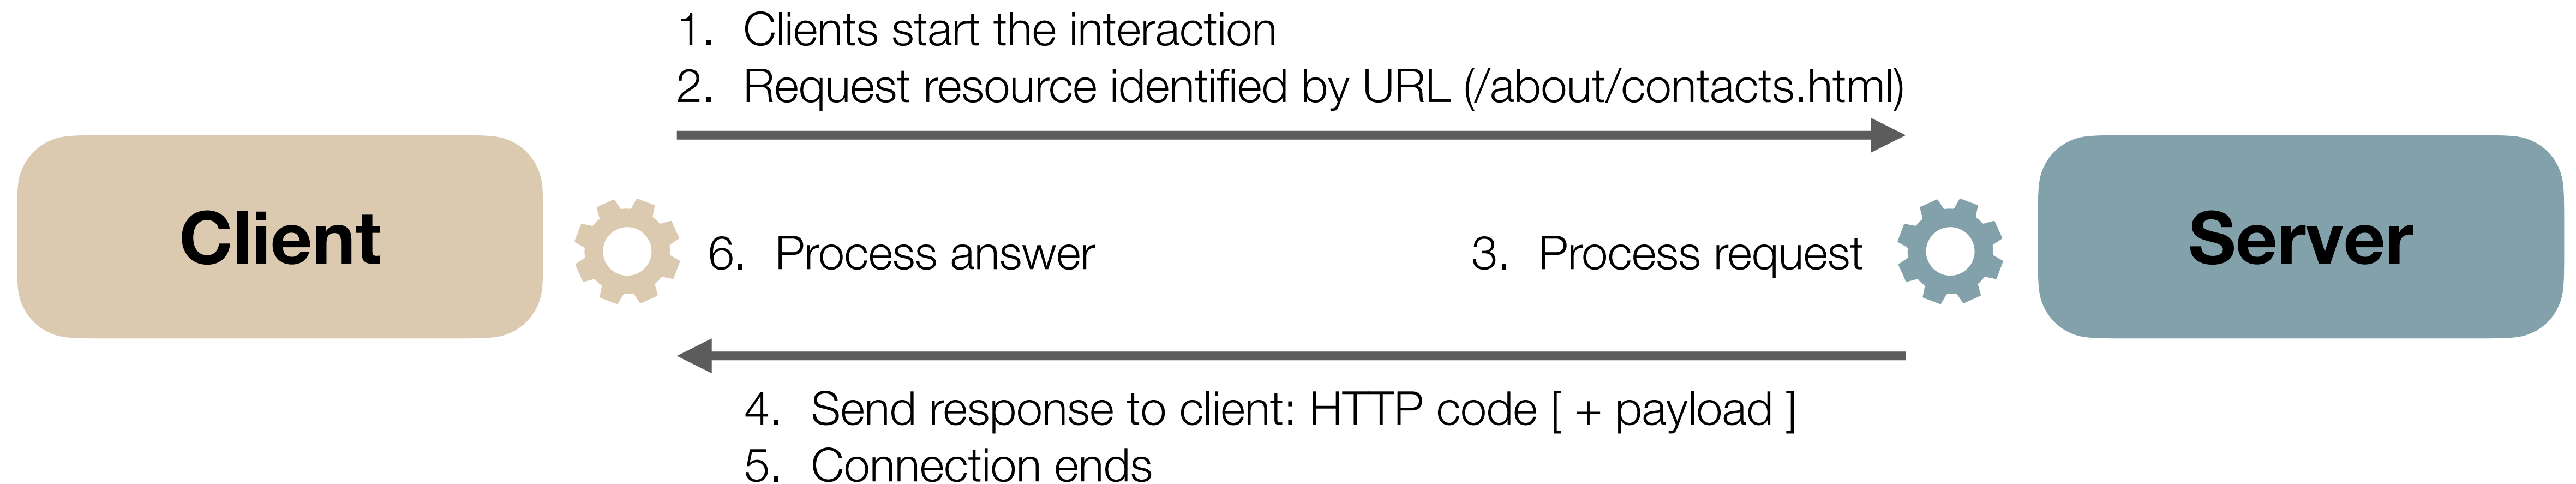 1. Clients start the interaction
2. Request resource identified by URL (/about/contacts.html)
Client
6. Process answer
3. Process request
Server
4. Send response to client: HTTP code [ + payload ]
5. Connection ends